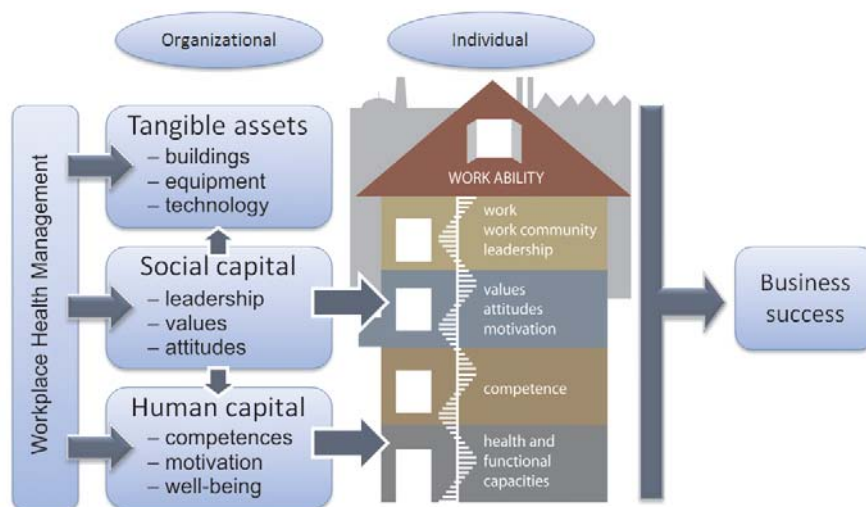 Organizational
Individual
Workplace Health Management
Tangible assets
– buildings
– equipment
– technology
Social capital
– leadership
– values
– attitudes
Human capital
– competences
– motivation
– well-being
WORK ABILITY
work
work community
leadership
values
attitudes
motivation
competence
health and
functional
capacities
Business
success